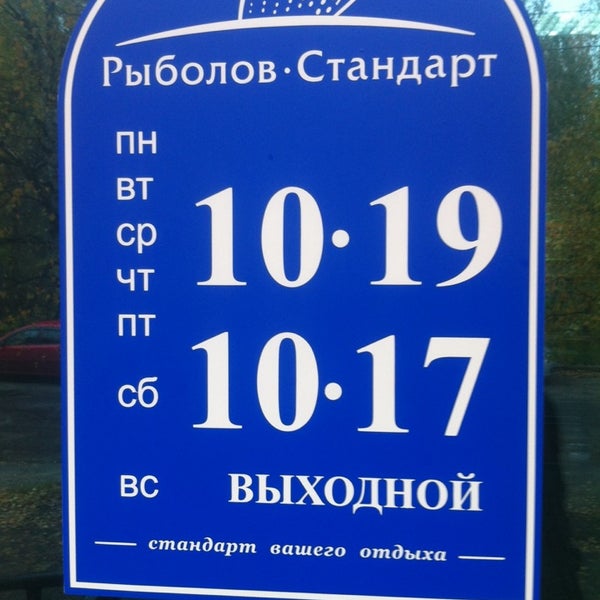 Рыболов·Стандарт
пн
вт
ср
чт
пт
10·19
сб
10·17
вс
ВЫХОДНОЙ
стандарт вашего отдыха